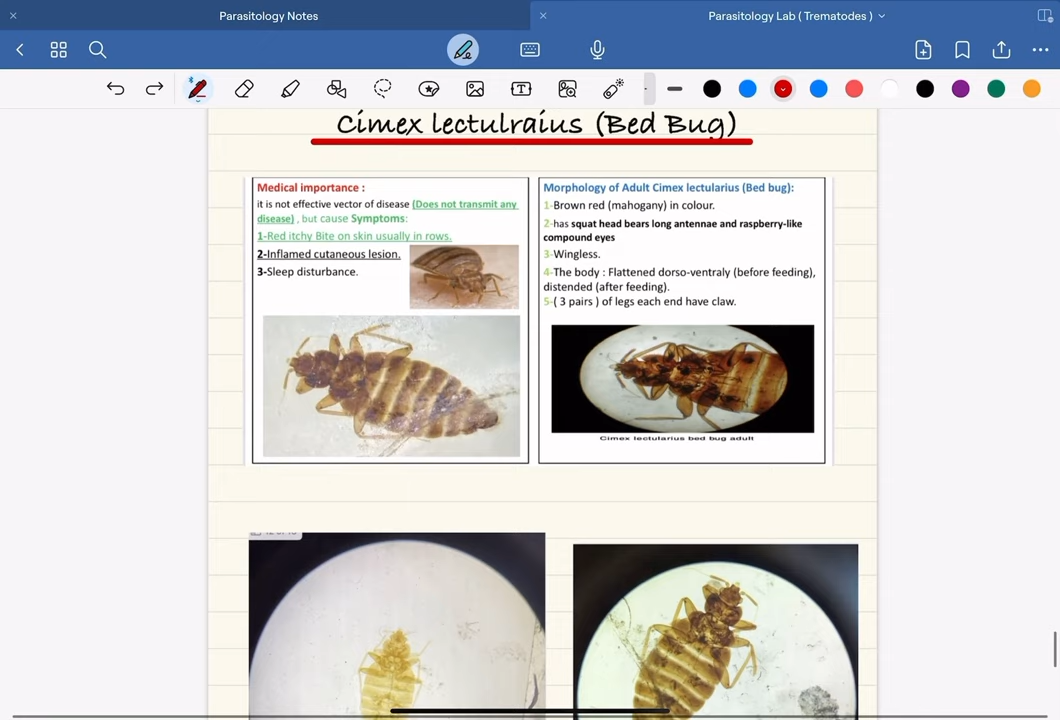 Parasitology Notes
Parasitology Lab ( Trematodes )
Cimex lectulraius (Bed Bug)
Medical importance :
it is not effective vector of disease (Does not transmit any
disease) , but cause Symptoms:
1-Red itchy Bite on skin usually in rows.
2-Inflamed cutaneous lesion.
3-Sleep disturbance.
Morphology of Adult Cimex lectularius (Bed bug):
1-Brown red (mahogany) in colour.
2-has squat head bears long antennae and raspberry-like
compound eyes
3-Wingless.
4-The body : Flattened dorso-ventraly (before feeding),
distended (after feeding).
5-( 3 pairs ) of legs each end have claw.
Cimex lectularius bed bug adult